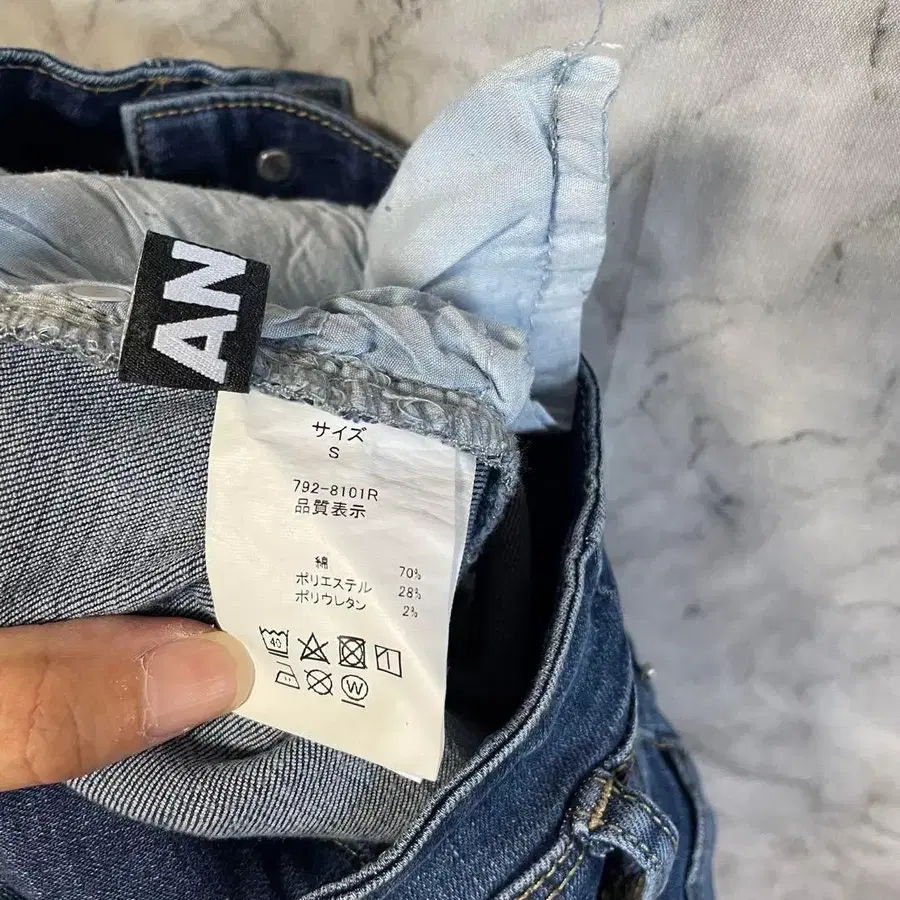 AN
サイズ
S
792-8101R
品質表示
綿 70%
ポリエステル 28%
ポリウレタン 2%
40
W